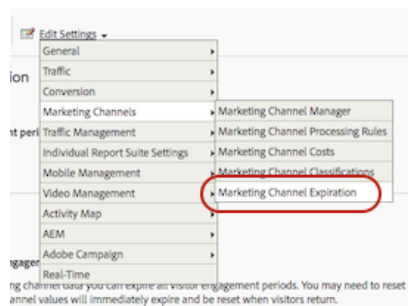 Edit Settings
General
ion
Traffic
Conversion
Marketing Channels
Marketing Channel Manager
nt peri
Traffic Management
Marketing Channel Processing Rules
Individual Report Suite Settings
Marketing Channel Costs
Mobile Management
Marketing Channel Classifications
Video Management
Marketing Channel Expiration
Activity Map
AEM
ngager
Adobe Campaign
Real-Time
ng channel data you can expire all visitor engagement periods. You may need to reset
annel values will immediately expire and be reset when visitors return.